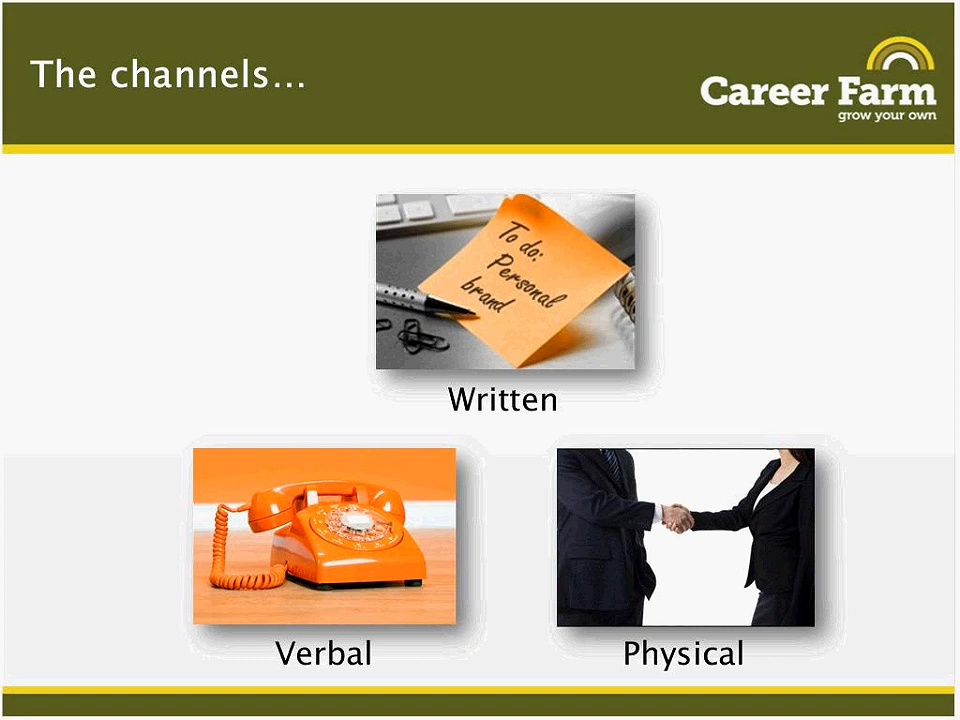 The channels...
Career Farm
grow your own
To do:
Personal
brand
Written
Verbal
Physical